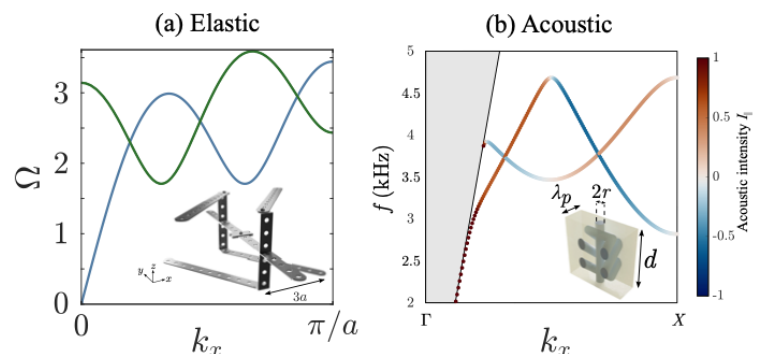 (a) Elastic
(b) Acoustic
Ω
3
2
1
0
0
k_x
π/a
y
z
x
3a
f (kHz)
5
4.5
4
3.5
3
2.5
2
Γ
k_x
X
λ_p
2r
d
1
0.5
0
-0.5
-1
Acoustic intensity I_∥